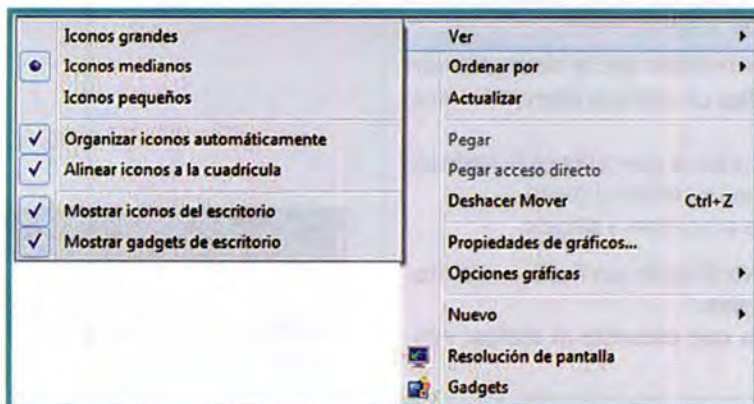 Iconos grandes
Iconos medianos
Iconos pequeños
Organizar iconos automáticamente
Alinear iconos a la cuadrícula
Mostrar iconos del escritorio
Mostrar gadgets de escritorio
Ver
Ordenar por
Actualizar
Pegar
Pegar acceso directo
Deshacer Mover Ctrl+Z
Propiedades de gráficos...
Opciones gráficas
Nuevo
Resolución de pantalla
Gadgets